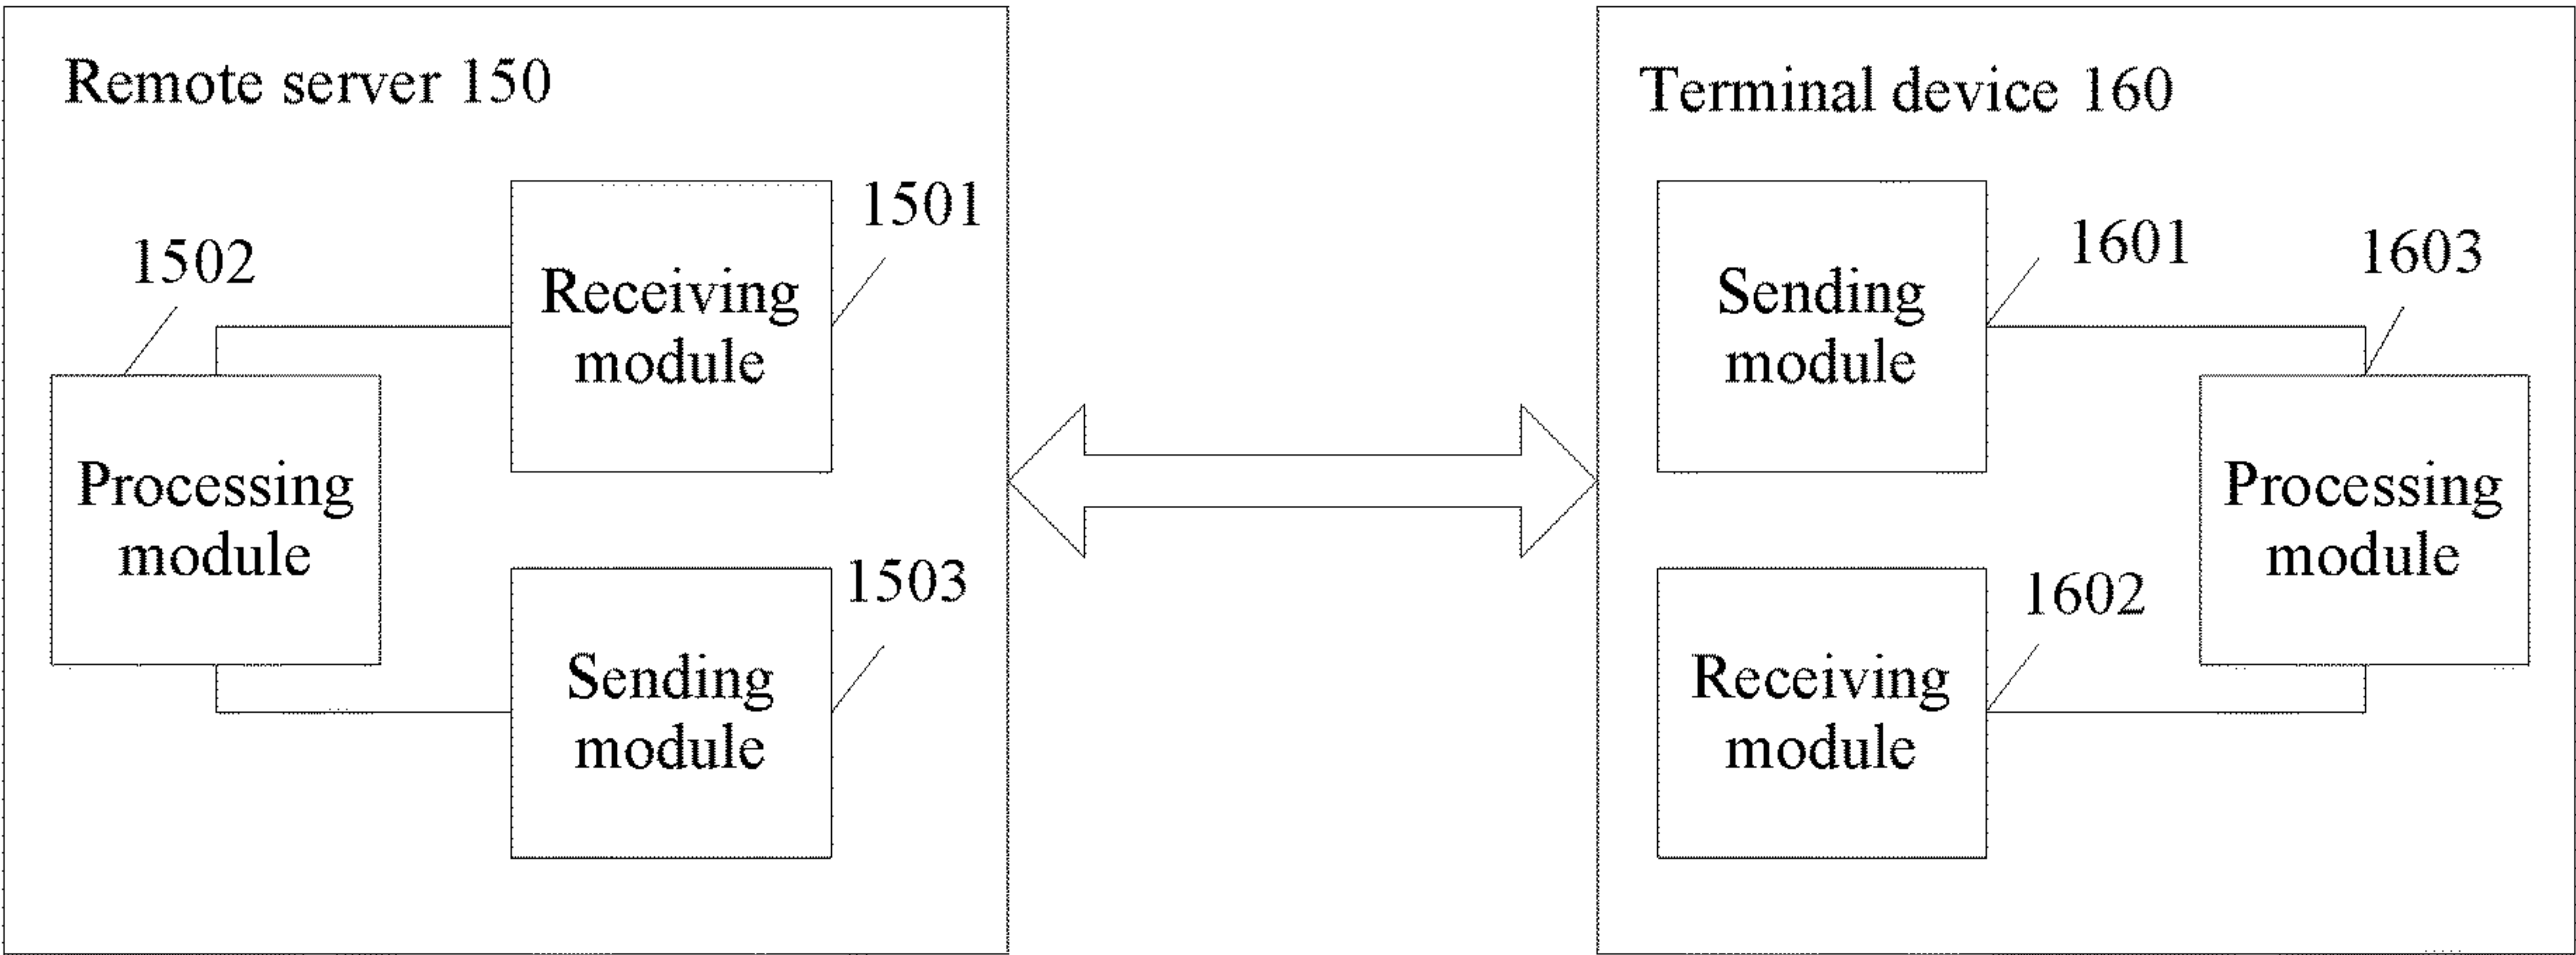 Remote server 150
1501
Receiving
module
1502
Processing
module
1503
Sending
module
Terminal device 160
Sending
module
1601
1603
Processing
module
1602
Receiving
module